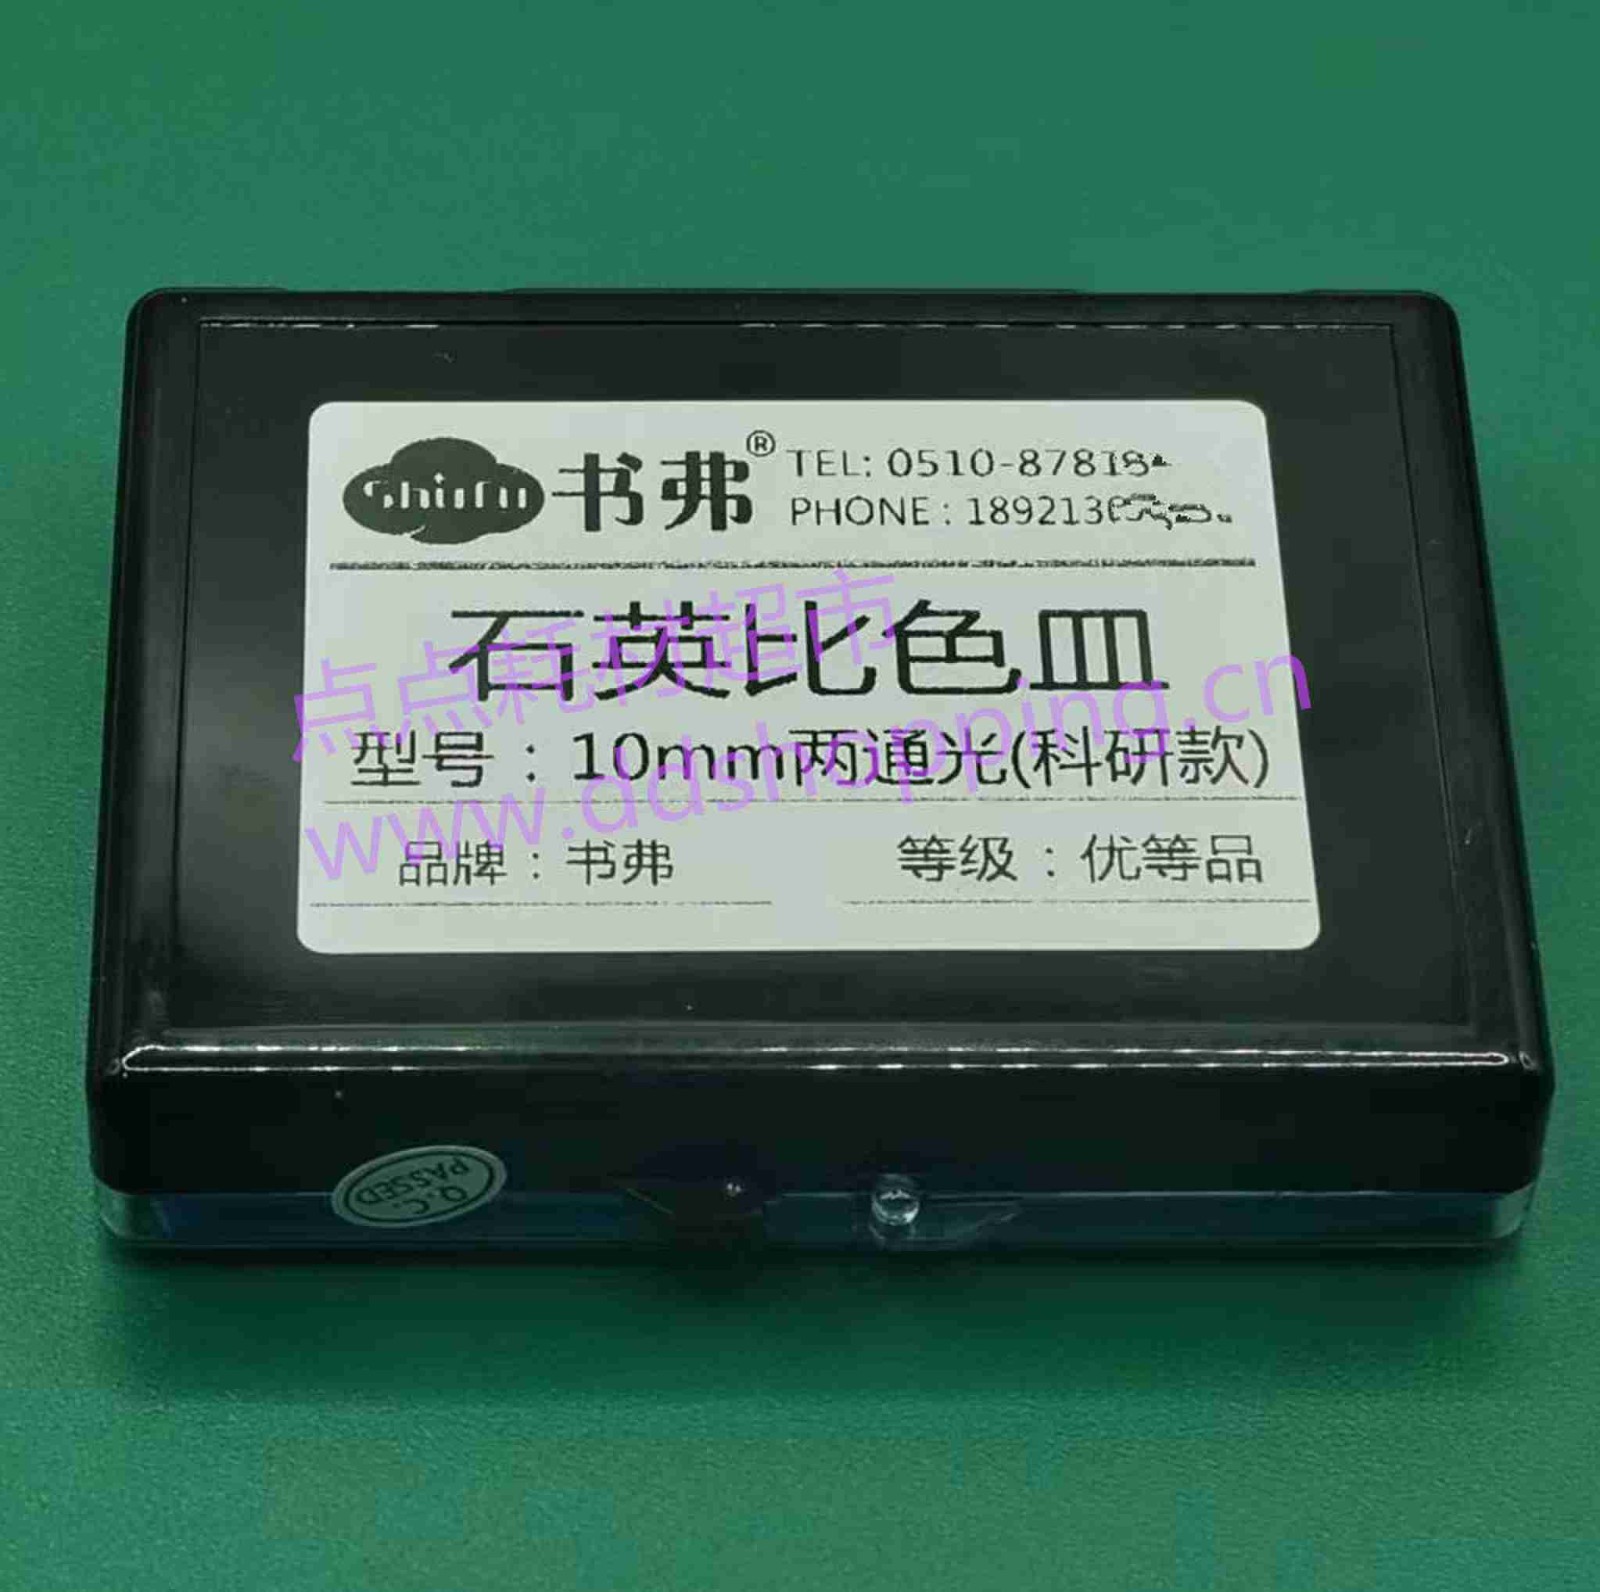 书弗®
TEL: 0510-87818
PHONE : 1892130
石英比色皿
型号：10mm两通光(科研款)
品牌：书弗
等级：优等品
点点耗材超市
www.ddshopping.cn
Q.C.
PASSED